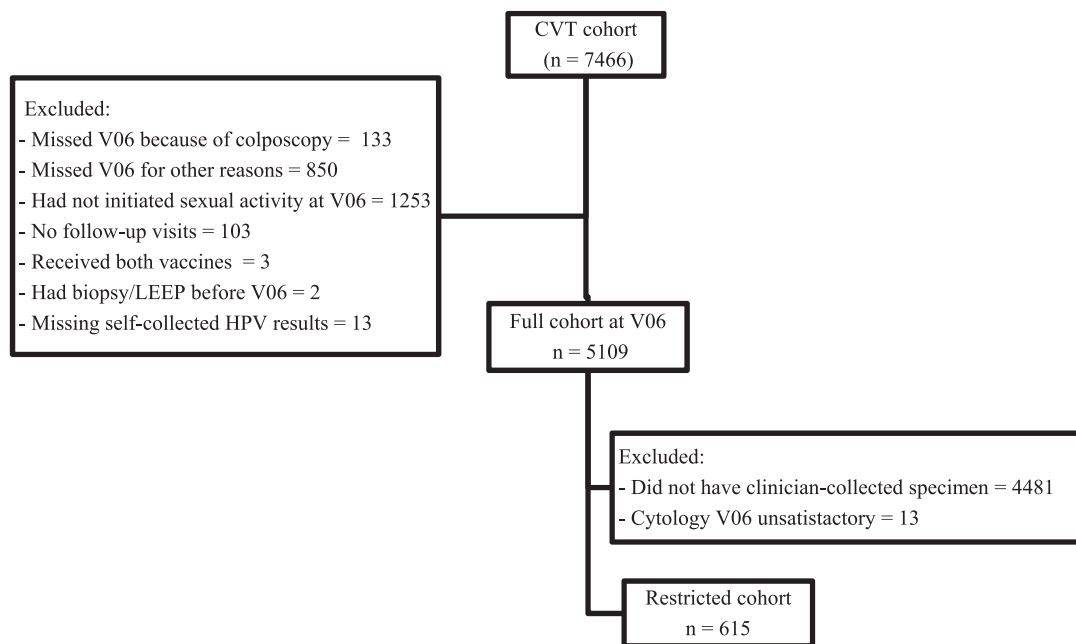 CVT cohort
(n = 7466)
Excluded:
- Missed V06 because of colposcopy = 133
- Missed V06 for other reasons = 850
- Had not initiated sexual activity at V06 = 1253
- No follow-up visits = 103
- Received both vaccines = 3
- Had biopsy/LEEP before V06 = 2
- Missing self-collected HPV results = 13
Full cohort at V06
n = 5109
Excluded:
- Did not have clinician-collected specimen = 4481
- Cytology V06 unsatistactory = 13
Restricted cohort
n = 615